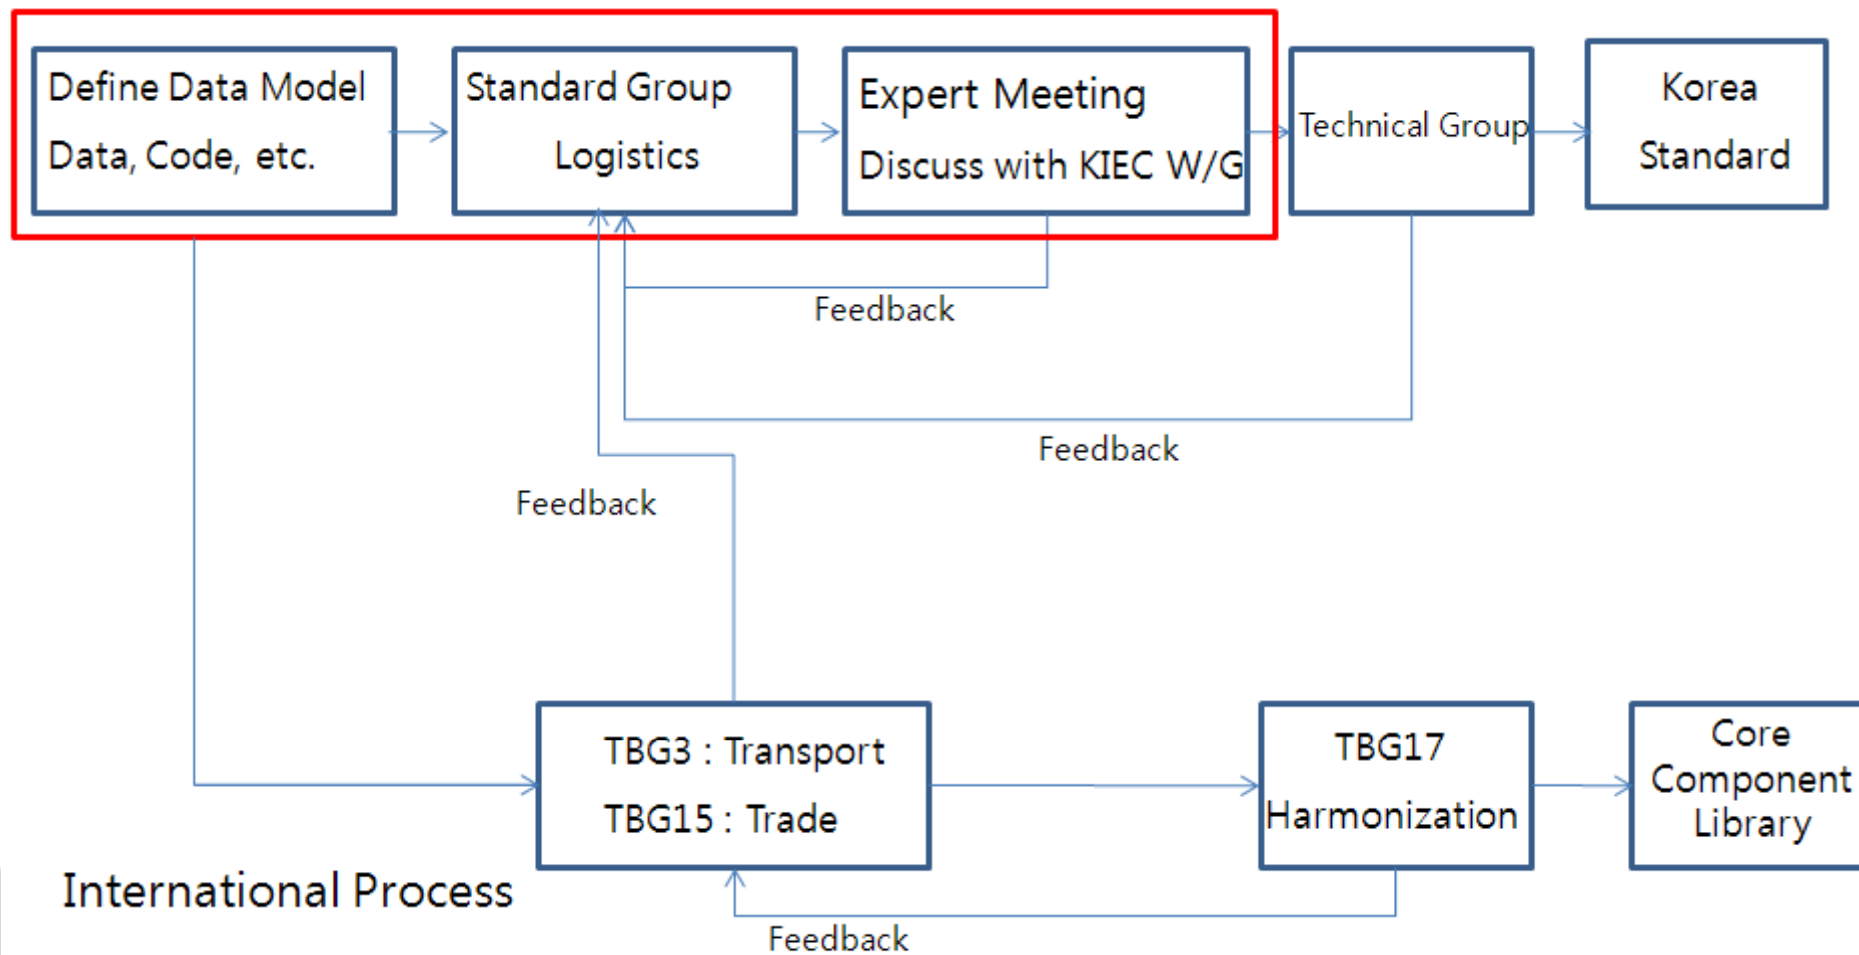 Define Data Model
Data, Code, etc.
Standard Group
Logistics
Expert Meeting
Discuss with KIEC W/G
Technical Group
Korea
Standard
Feedback
Feedback
Feedback
TBG3 : Transport
TBG15 : Trade
TBG17
Harmonization
Core
Component
Library
International Process
Feedback